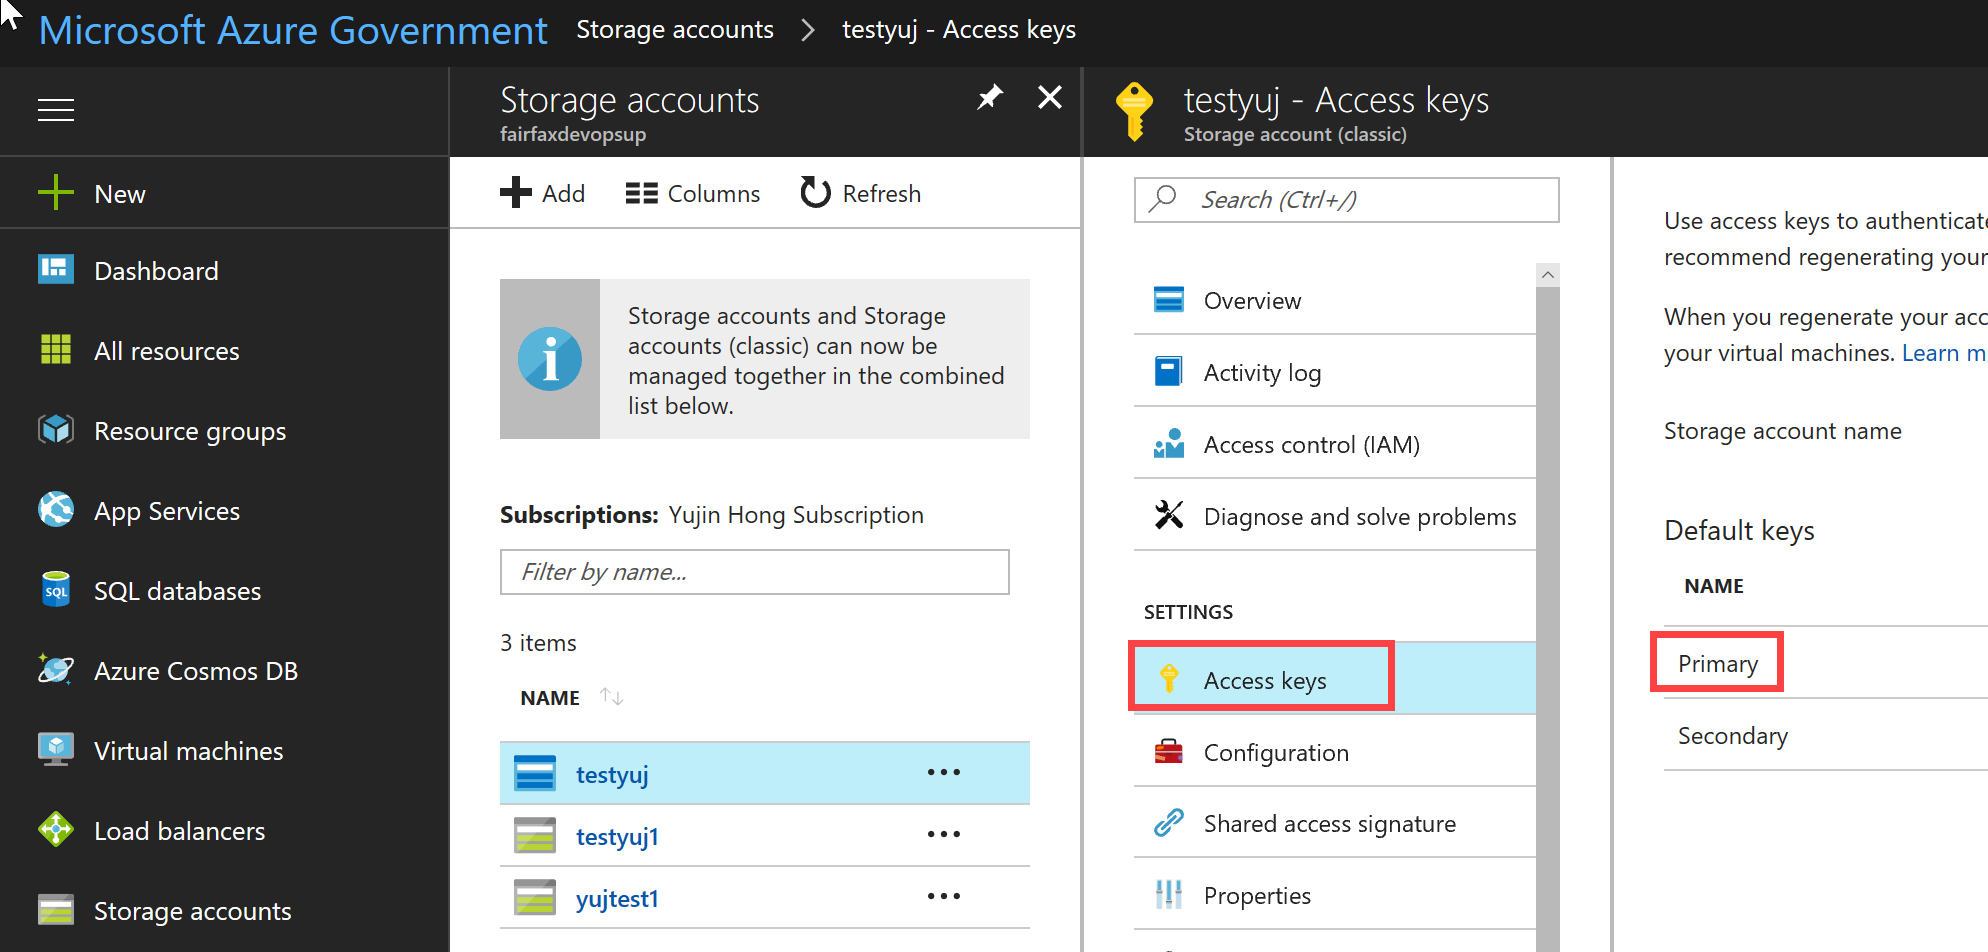 Microsoft Azure Government
Storage accounts
testyuj - Access keys
New
Dashboard
All resources
Resource groups
App Services
SQL
SQL databases
Azure Cosmos DB
Virtual machines
Load balancers
Storage accounts
Storage accounts
fairfaxdevopsup
Add
Columns
Refresh
Storage accounts and Storage
accounts (classic) can now be
managed together in the combined
list below.
Subscriptions: Yujin Hong Subscription
Filter by name...
3 items
NAME
testyuj
testyuj1
yujtest1
testyuj - Access keys
Storage account (classic)
Search (Ctrl+/)
Overview
Activity log
Access control (IAM)
Diagnose and solve problems
SETTINGS
Access keys
Configuration
Shared access signature
Properties
Use access keys to authenticate
recommend regenerating your
When you regenerate your acc
your virtual machines. Learn m
Storage account name
Default keys
NAME
Primary
Secondary